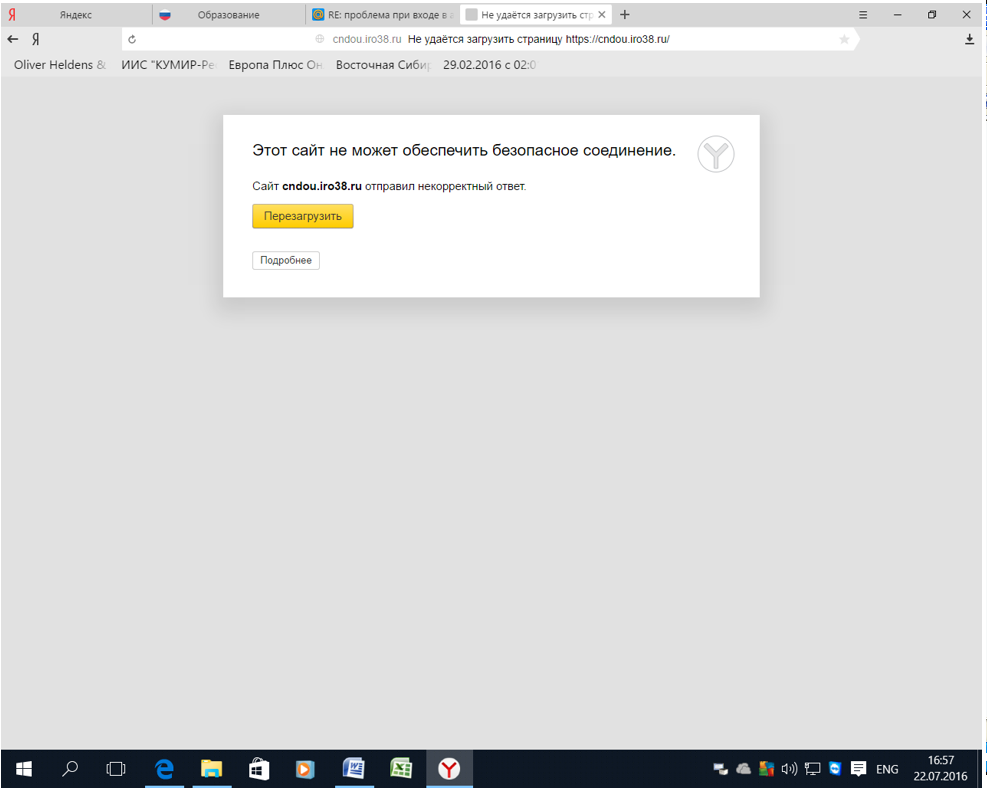 Я Яндекс
Образование
RE: проблема при входе в
Не удаётся загрузить
Я cndou.iro38.ru Не удаётся загрузить страницу https://cndou.iro38.ru/
Oliver Heldens & ИИС "КУМИР-Ре Европа Плюс Он Восточная Сиби 29.02.2016 с 02:0
Этот сайт не может обеспечить безопасное соединение.
Сайт cndou.iro38.ru отправил некорректный ответ.
Перезагрузить
Подробнее
ENG
16:57
22.07.2016